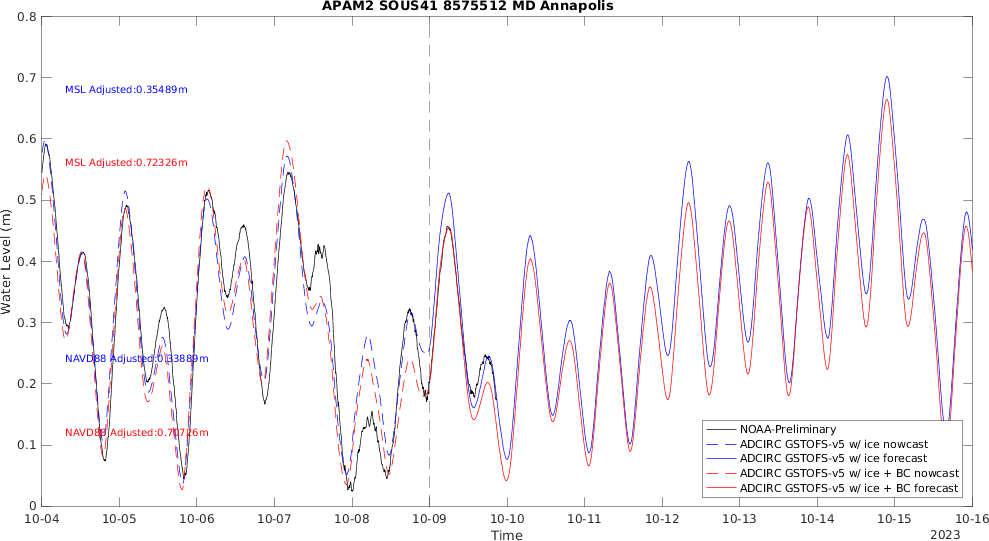 APAM2 SOUS41 8575512 MD Annapolis
0.8
0.7
0.6
0.5
0.4
0.3
0.2
0.1
0
Water Level (m)
MSL Adjusted:0.35489m
MSL Adjusted:0.72326m
NAVD88 Adjusted:0.33889m
NAVD88 Adjusted:0.70726m
NOAA-Preliminary
ADCIRC GSTOFS-v5 w/ ice nowcast
ADCIRC GSTOFS-v5 w/ ice forecast
ADCIRC GSTOFS-v5 w/ ice + BC nowcast
ADCIRC GSTOFS-v5 w/ ice + BC forecast
10-04 10-05 10-06 10-07 10-08 10-09 10-10 10-11 10-12 10-13 10-14 10-15 10-16
Time
2023